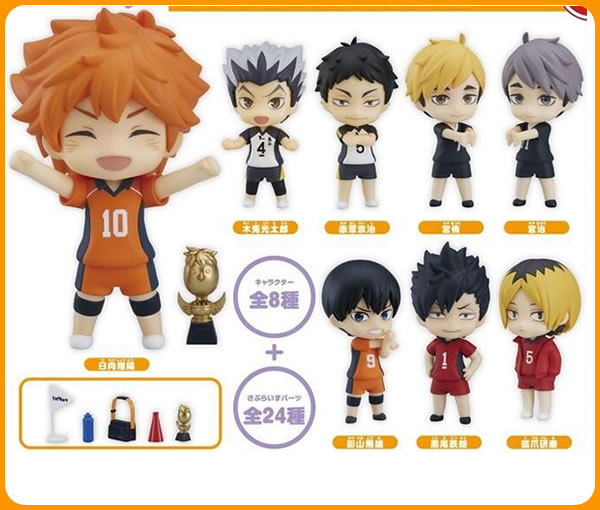 10
4
5
木兎光太郎
赤葦京治
宮侑
宮治
キャラクター
全8種
+
さぷらいずパーツ
全24種
9
1
5
日向翔陽
影山飛雄
黒尾鉄朗
孤爪研磨